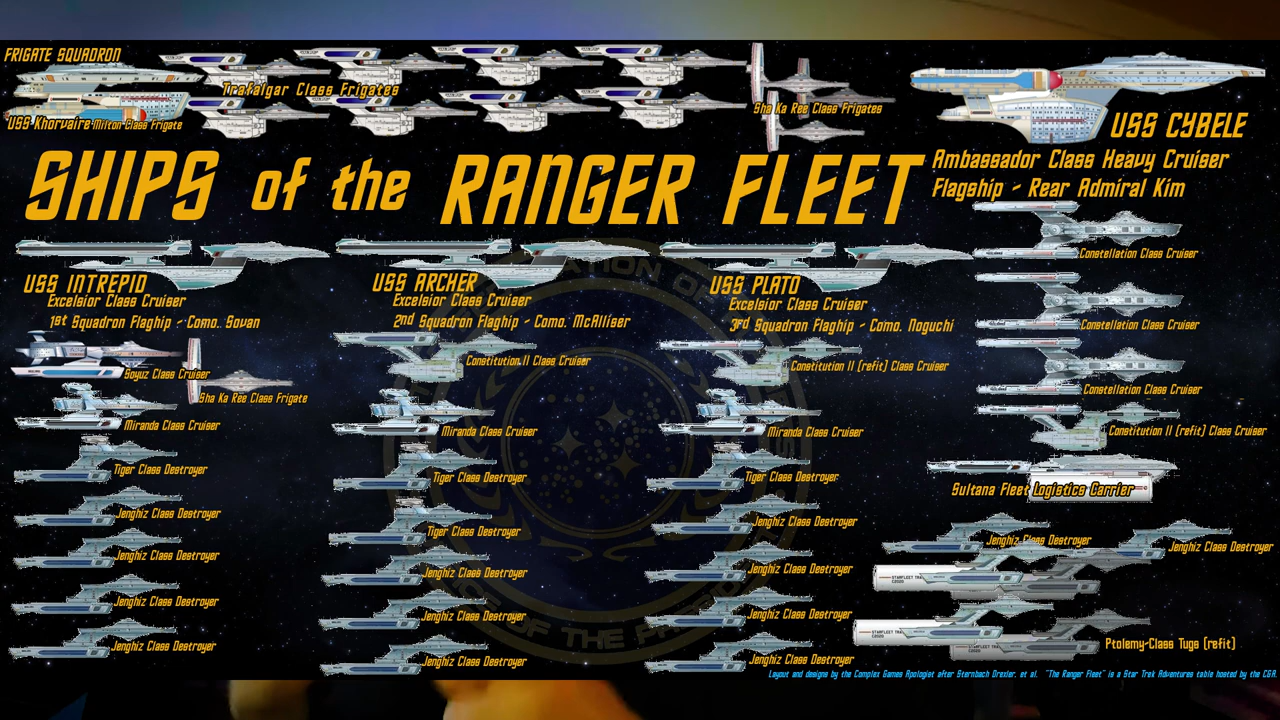 FRIGATE SQUADRON
Trafalgar Class Frigates
Sha Ka Ree Class Frigates
USS Khorvaire Milton Class Frigate
USS CYBELE
Ambassador Class Heavy Cruiser
Flagship - Rear Admiral Kim
SHIPS of the RANGER FLEET
Constellation Class Cruiser
Constellation Class Cruiser
Constellation Class Cruiser
Constitution II (refit) Class Cruiser
Sultana Fleet Logistics Carrier
Jenghiz Class Destroyer
Jenghiz Class Destroyer
STARFLEET
STARFLEET
Ptolemy-Class Tugs (refit)
USS INTREPID
Excelsior Class Cruiser
1st Squadron Flaghip - Como. Sovan
Soyuz Class Cruiser
Sha Ka Ree Class Frigate
Miranda Class Cruiser
Tiger Class Destroyer
Jenghiz Class Destroyer
Jenghiz Class Destroyer
Jenghiz Class Destroyer
Jenghiz Class Destroyer
USS ARCHER
Excelsior Class Cruiser
2nd Squadron Flaghip - Como. McAlliser
Constitution II Class Cruiser
Miranda Class Cruiser
Tiger Class Destroyer
Tiger Class Destroyer
Jenghiz Class Destroyer
Jenghiz Class Destroyer
Jenghiz Class Destroyer
USS PLATO
Excelsior Class Cruiser
3rd Squadron Flaghip - Como. Noguchi
Constitution II (refit) Class Cruiser
Miranda Class Cruiser
Tiger Class Destroyer
Jenghiz Class Destroyer
Jenghiz Class Destroyer
Jenghiz Class Destroyer
Jenghiz Class Destroyer
OF THE
Layout and designs by the Complex Games Apologist after Sternbach Drexler, et al. "The Ranger Fleet" is a Star Trek Adventures table hosted by the CGA.